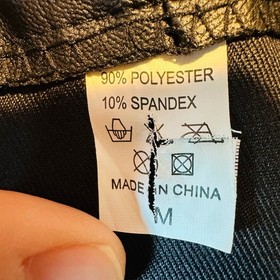 90% POLYESTER
10% SPANDEX
MADE IN CHINA
M